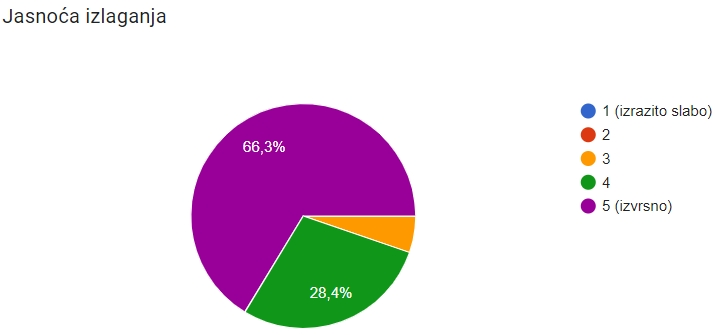 Jasnoća izlaganja
66,3%
28,4%
1 (izrazito slabo)
2
3
4
5 (izvrsno)